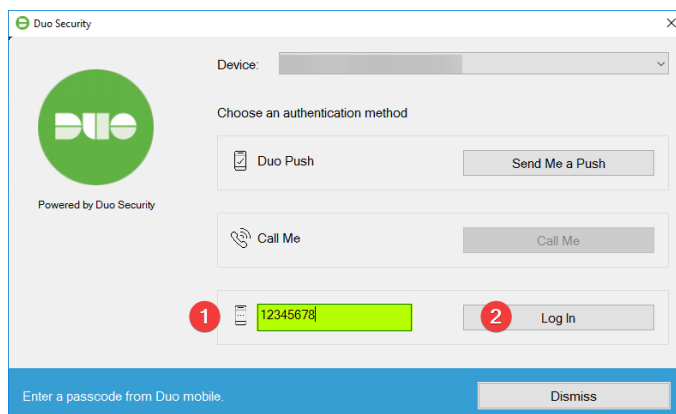 Duo Security
Device:
DUO
Powered by Duo Security
Choose an authentication method
Duo Push
Send Me a Push
Call Me
Call Me
1
12345678
2
Log In
Enter a passcode from Duo mobile.
Dismiss